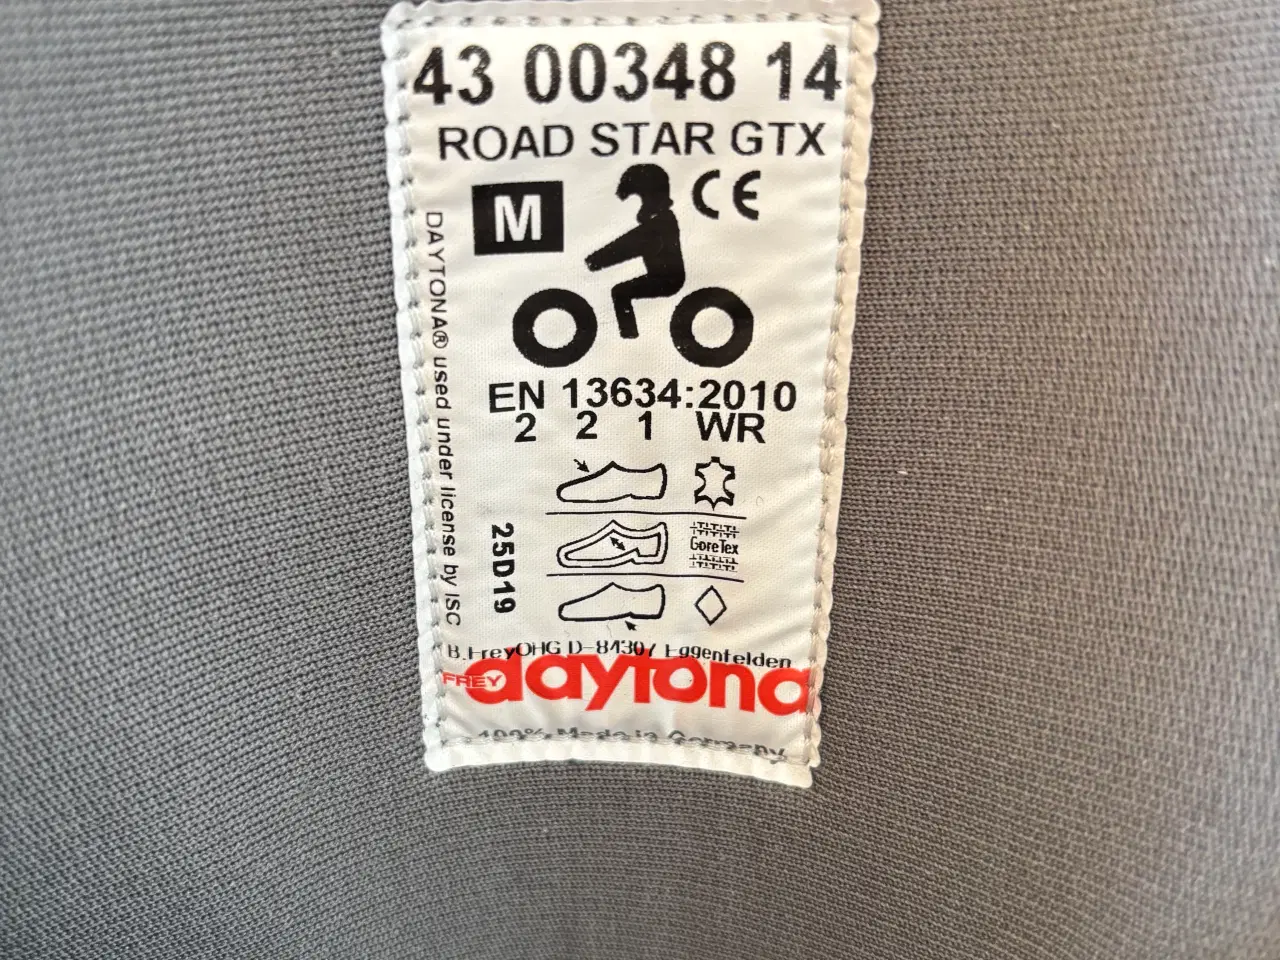 43 00348 14
ROAD STAR GTX
M CE
DAYTONA® used under license by ISC
EN 13634:2010
2 2 1 WR
GoreTex
25D19
B.FreyOHG D-84307 Eggenfelden
FREY daytona
100% Made in Germany